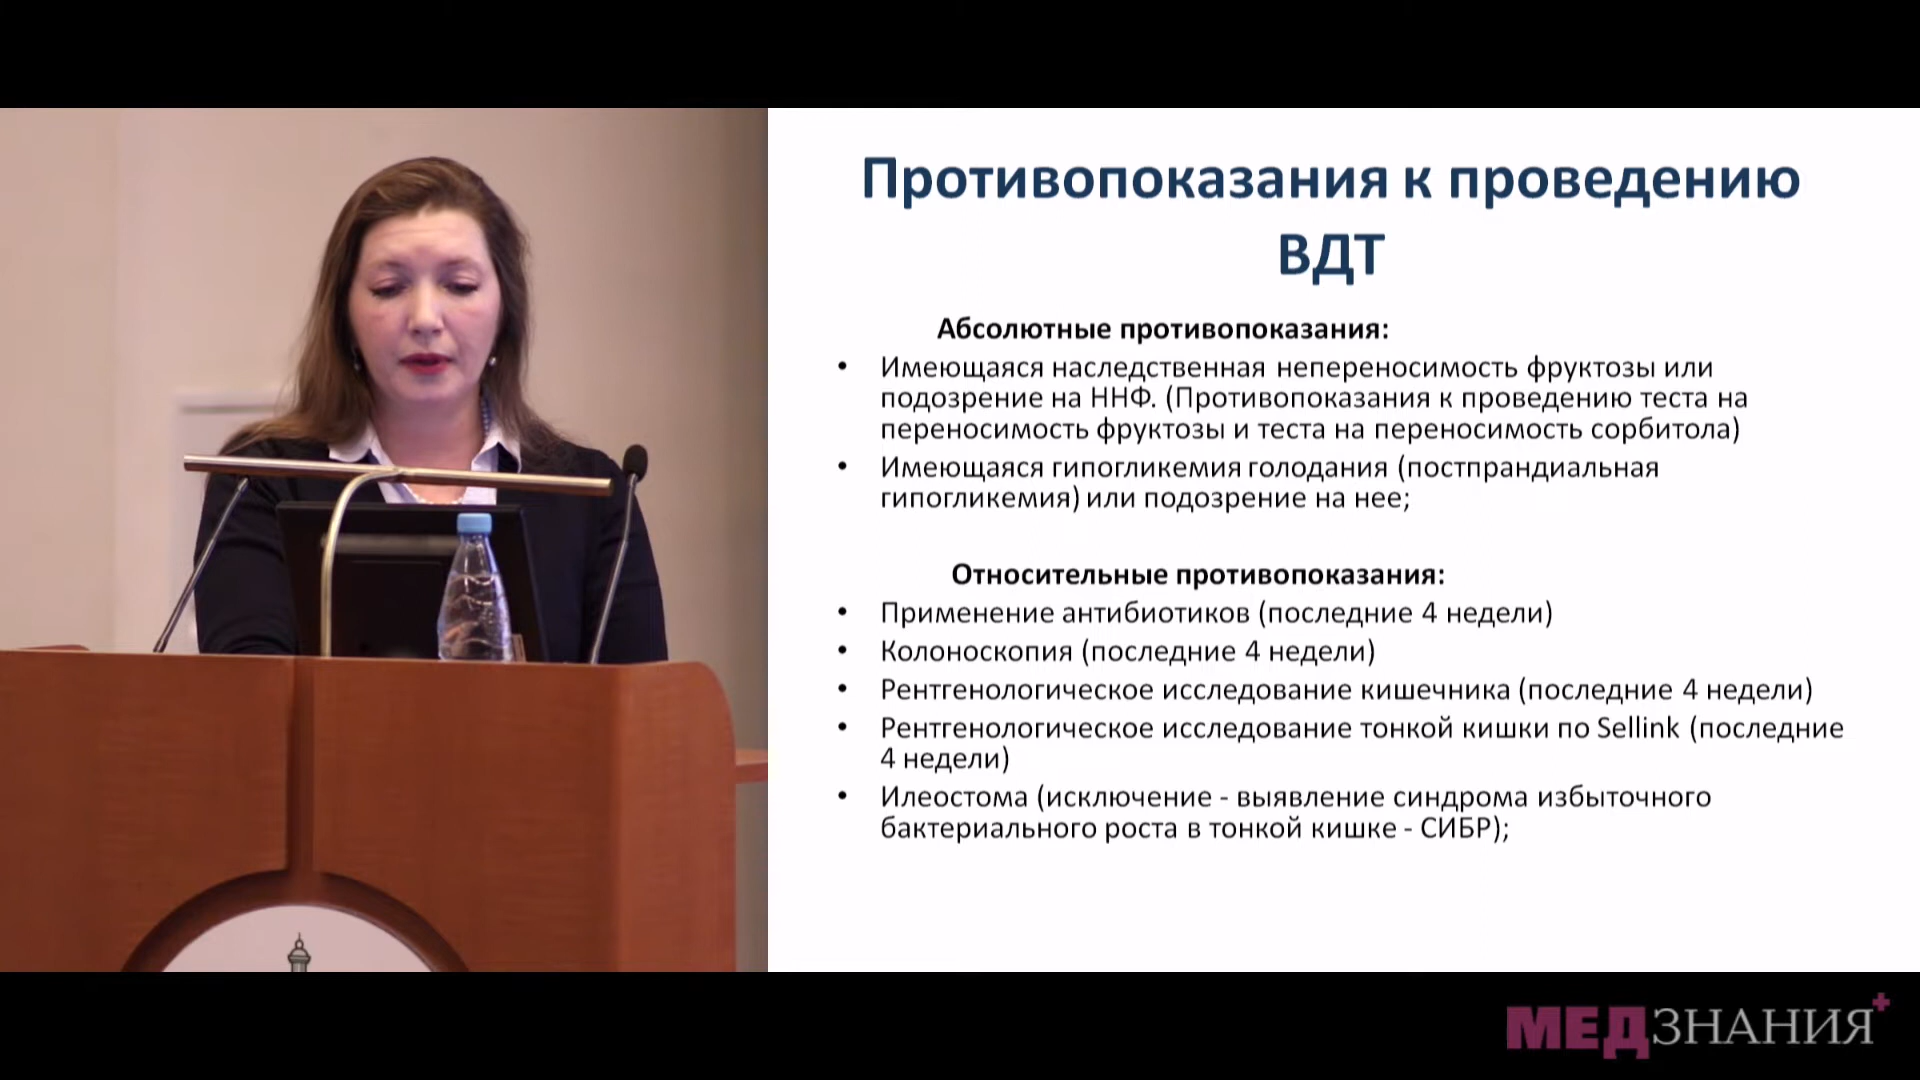 Противопоказания к проведению
ВДТ
Абсолютные противопоказания:
• Имеющаяся наследственная непереносимость фруктозы или
подозрение на ННФ. (Противопоказания к проведению теста на
переносимость фруктозы и теста на переносимость сорбитола)
• Имеющаяся гипогликемия голодания (постпрандиальная
гипогликемия) или подозрение на нее;
Относительные противопоказания:
• Применение антибиотиков (последние 4 недели)
• Колоноскопия (последние 4 недели)
• Рентгенологическое исследование кишечника (последние 4 недели)
• Рентгенологическое исследование тонкой кишки по Sellink (последние
4 недели)
• Илеостома (исключение - выявление синдрома избыточного
бактериального роста в тонкой кишке - СИБР);
МЕДЗНАНИЯ+